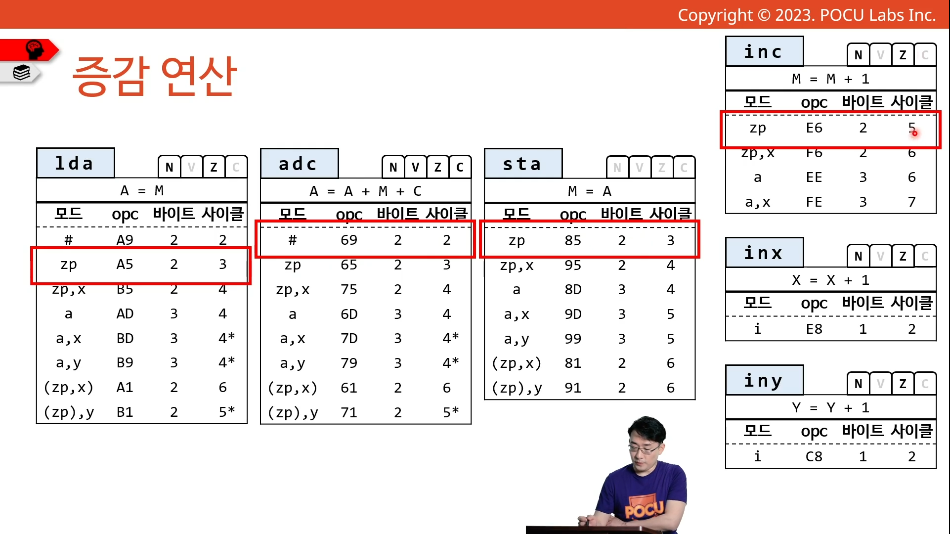 Copyright © 2023. POCU Labs Inc.
증감 연산
lda
N V Z C
A = M
모드 opc 바이트 사이클
# A9 2 2
zp A5 2 3
zp,x B5 2 4
a AD 3 4
a,x BD 3 4*
a,y B9 3 4*
(zp,x) A1 2 6
(zp),y B1 2 5*
adc
N V Z C
A = A + M + C
모드 opc 바이트 사이클
# 69 2 2
zp 65 2 3
zp,x 75 2 4
a 6D 3 4
a,x 7D 3 4*
a,y 79 3 4*
(zp,x) 61 2 6
(zp),y 71 2 5*
sta
N V Z C
M = A
모드 opc 바이트 사이클
zp 85 2 3
zp,x 95 2 4
a 8D 3 4
a,x 9D 3 5
a,y 99 3 5
(zp,x) 81 2 6
(zp),y 91 2 6
inc
N V Z C
M = M + 1
모드 opc 바이트 사이클
zp E6 2 5
zp,x F6 2 6
a EE 3 6
a,x FE 3 7
inx
N V Z C
X = X + 1
모드 opc 바이트 사이클
i E8 1 2
iny
N V Z C
Y = Y + 1
모드 opc 바이트 사이클
i C8 1 2
POCU